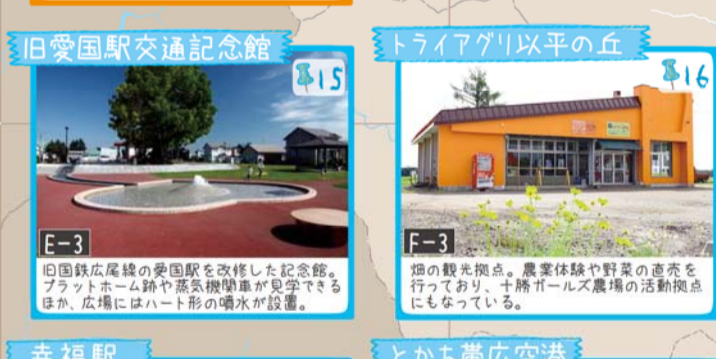 旧愛国駅交通記念館
15
E-3
旧国鉄広尾線の愛国駅を改修した記念館。
プラットホーム跡や蒸気機関車が見学できる
ほか、広場にはハート形の噴水が設置。
トライアグリ以平の丘
16
F-3
畑の観光拠点。農業体験や野菜の直売を
行っており、十勝ガールズ農場の活動拠点
にもなっている。
幸福駅
とかち帯広空港